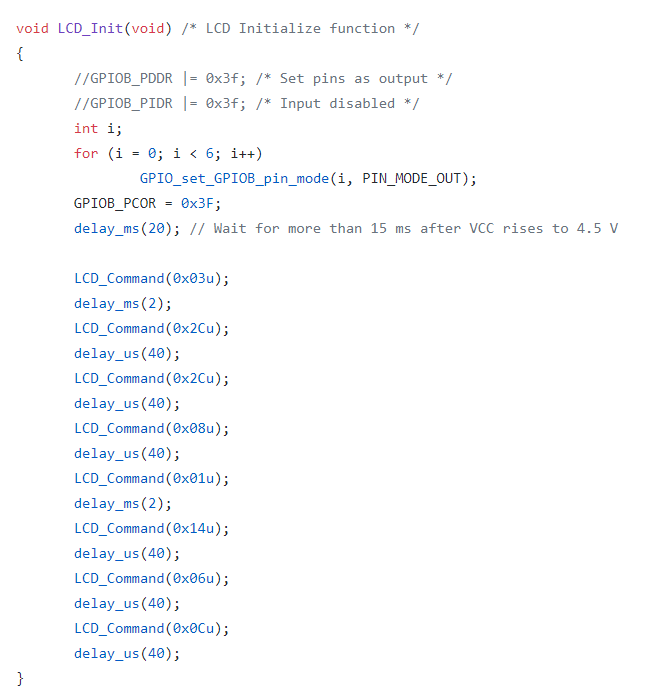 void LCD_Init(void) /* LCD Initialize function */
{
//GPIOB_PDDR |= 0x3f; /* Set pins as output */
//GPIOB_PIDR |= 0x3f; /* Input disabled */
int i;
for (i = 0; i < 6; i++)
GPIO_set_GPIOB_pin_mode(i, PIN_MODE_OUT);
GPIOB_PCOR = 0x3F;
delay_ms(20); // Wait for more than 15 ms after VCC rises to 4.5 V
LCD_Command(0x03u);
delay_ms(2);
LCD_Command(0x2Cu);
delay_us(40);
LCD_Command(0x2Cu);
delay_us(40);
LCD_Command(0x08u);
delay_us(40);
LCD_Command(0x01u);
delay_ms(2);
LCD_Command(0x14u);
delay_us(40);
LCD_Command(0x06u);
delay_us(40);
LCD_Command(0x0Cu);
delay_us(40);
}